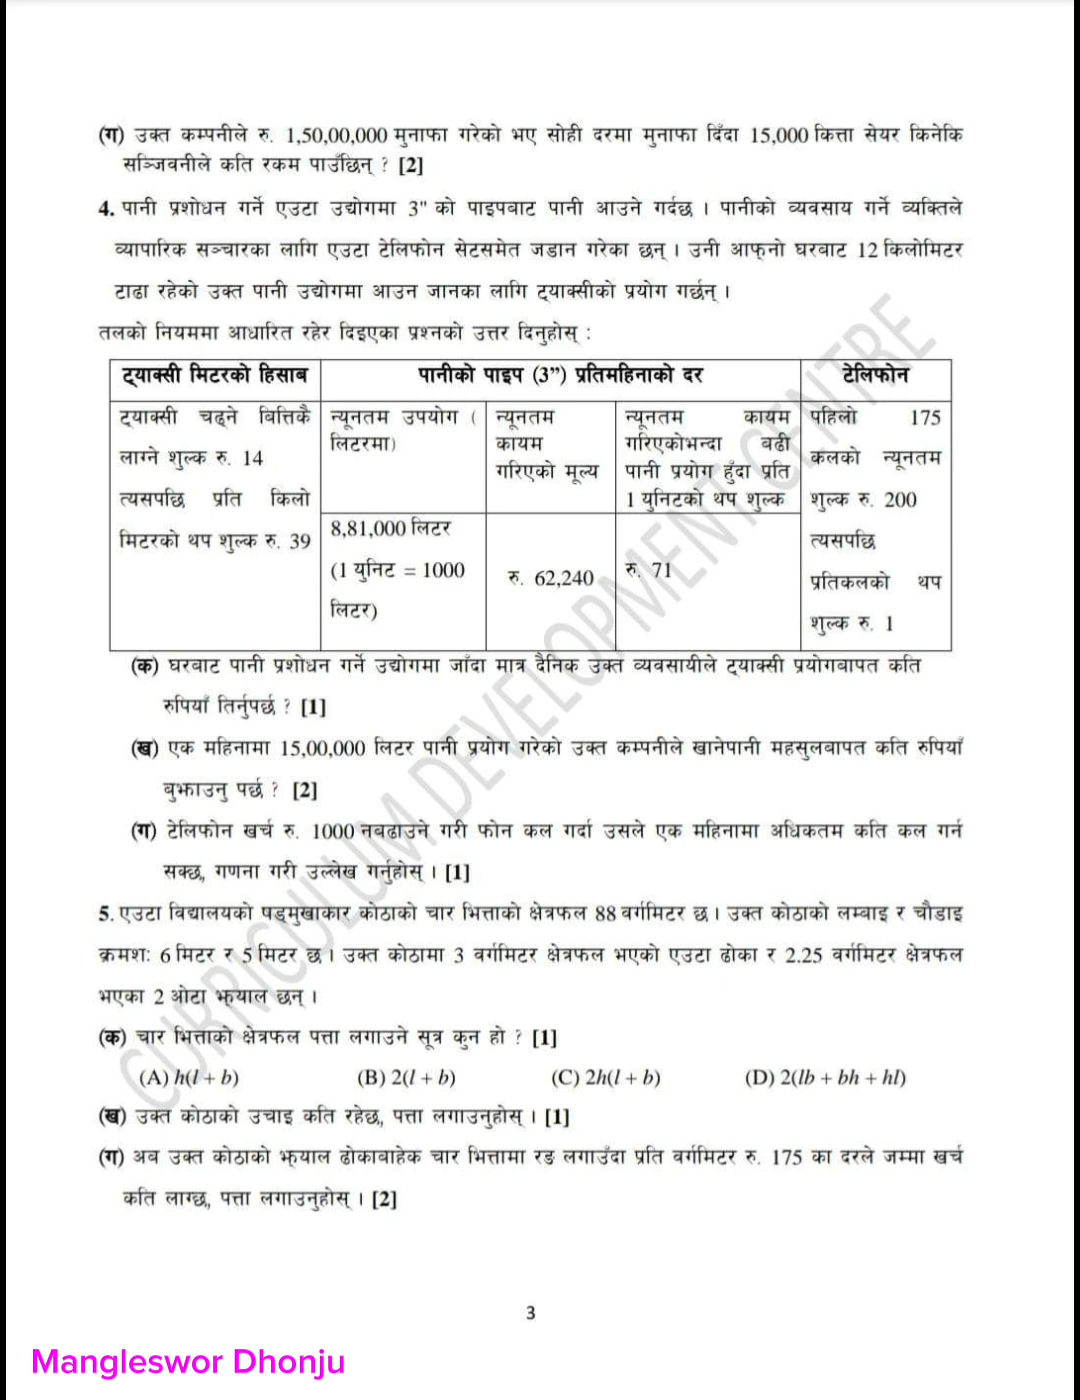 (ग) उक्त कम्पनीले रु. 1,50,00,000 मुनाफा गरेको भए सोही दरमा मुनाफा दिँदा 15,000 कित्ता सेयर किनेकि
सञ्जिवनीले कति रकम पाउँछिन् ? [2]
4. पानी प्रशोधन गर्ने एउटा उद्योगमा 3" को पाइपबाट पानी आउने गर्दछ । पानीको व्यवसाय गर्ने व्यक्तिले
व्यापारिक सञ्चारका लागि एउटा टेलिफोन सेटसमेत जडान गरेका छन् । उनी आफ्नो घरबाट 12 किलोमिटर
टाढा रहेको उक्त पानी उद्योगमा आउन जानका लागि ट्याक्सीको प्रयोग गर्छन् ।
तलको नियममा आधारित रहेर दिइएका प्रश्नको उत्तर दिनुहोस् :
ट्याक्सी मिटरको हिसाब
पानीको पाइप (3”) प्रतिमहिनाको दर
टेलिफोन
ट्याक्सी चढ्ने बित्तिकै
लाग्ने शुल्क रु. 14
त्यसपछि प्रति किलो
मिटरको थप शुल्क रु. 39
न्यूनतम उपयोग (
लिटरमा)
न्यूनतम
कायम
गरिएको मूल्य
न्यूनतम कायम
गरिएकोभन्दा बढी
पानी प्रयोग हुँदा प्रति
1 युनिटको थप शुल्क
पहिलो 175
कलको न्यूनतम
शुल्क रु. 200
त्यसपछि
प्रतिकलको थप
शुल्क रु. 1
8,81,000 लिटर
(1 युनिट = 1000
लिटर)
रु. 62,240
रु. 71
(क) घरबाट पानी प्रशोधन गर्ने उद्योगमा जाँदा मात्र दैनिक उक्त व्यवसायीले ट्याक्सी प्रयोगबापत कति
रुपियाँ तिर्नुपर्छ ? [1]
(ख) एक महिनामा 15,00,000 लिटर पानी प्रयोग गरेको उक्त कम्पनीले खानेपानी महसुलबापत कति रुपियाँ
बुझाउनु पर्छ ? [2]
(ग) टेलिफोन खर्च रु. 1000 नबढाउने गरी फोन कल गर्दा उसले एक महिनामा अधिकतम कति कल गर्न
सक्छ, गणना गरी उल्लेख गर्नुहोस् । [1]
5. एउटा विद्यालयको षड्मुखाकार कोठाको चार भित्ताको क्षेत्रफल 88 वर्गमिटर छ । उक्त कोठाको लम्बाइ र चौडाइ
क्रमशः 6 मिटर र 5 मिटर छ । उक्त कोठामा 3 वर्गमिटर क्षेत्रफल भएको एउटा ढोका र 2.25 वर्गमिटर क्षेत्रफल
भएका 2 ओटा झ्याल छन् ।
(क) चार भित्ताको क्षेत्रफल पत्ता लगाउने सूत्र कुन हो ? [1]
(A) h(l + b) (B) 2(l + b) (C) 2h(l + b) (D) 2(lb + bh + hl)
(ख) उक्त कोठाको उचाइ कति रहेछ, पत्ता लगाउनुहोस् । [1]
(ग) अब उक्त कोठाको झ्याल ढोकाबाहेक चार भित्तामा रङ लगाउँदा प्रति वर्गमिटर रु. 175 का दरले जम्मा खर्च
कति लाग्छ, पत्ता लगाउनुहोस् । [2]
CURRICULUM DEVELOPMENT CENTRE
3
Mangleswor Dhonju